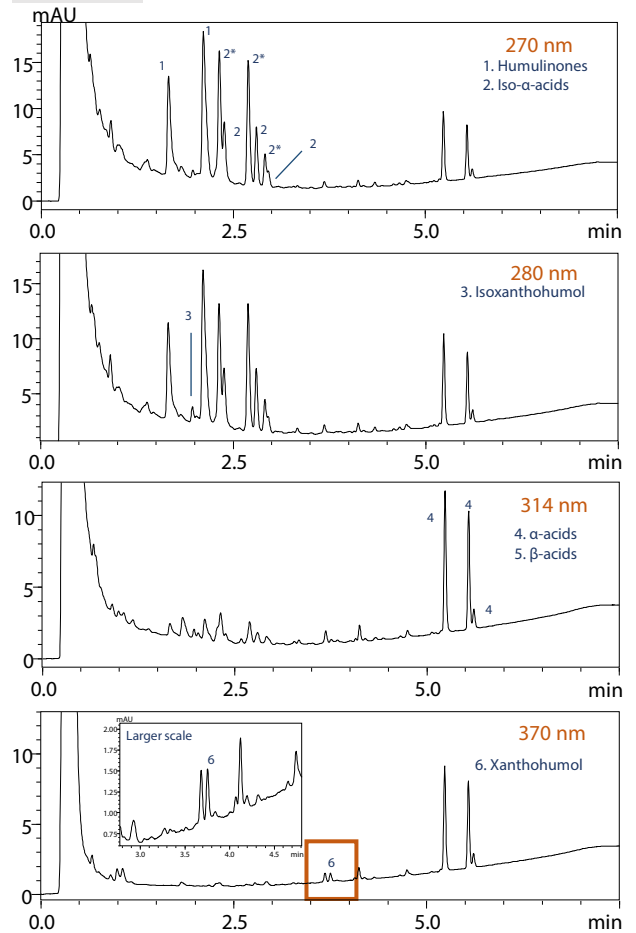 mAU
270 nm
1. Humulinones
2. Iso-α-acids
1
1
2*
2*
2
2
2*
2
15
10
5
0
0.0
2.5
5.0
min
280 nm
3. Isoxanthohumol
3
15
10
5
0.0
2.5
5.0
min
314 nm
4. α-acids
5. β-acids
4
4
4
10
5
0
0.0
2.5
5.0
min
370 nm
6. Xanthohumol
mAU
Larger scale
6
2.00
1.75
1.50
1.25
1.00
0.75
3.0
3.5
4.0
4.5
min
6
10
5
0
0.0
2.5
5.0
min